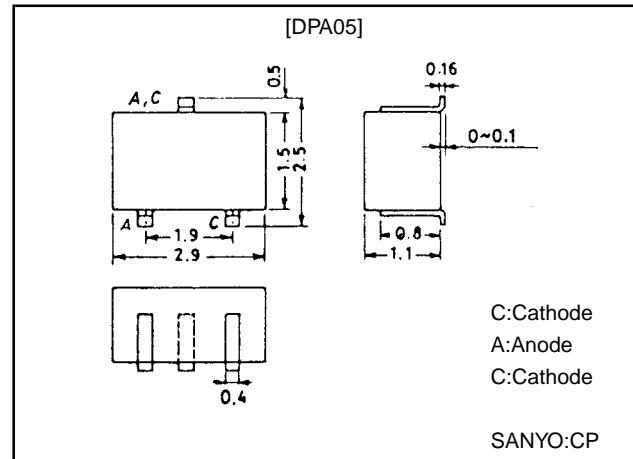 [DPA05]
A, C
0.5
1.5
2.5
A
C
1.9
2.9
0.16
0~0.1
0.8
1.1
0.4
C:Cathode
A:Anode
C:Cathode
SANYO:CP